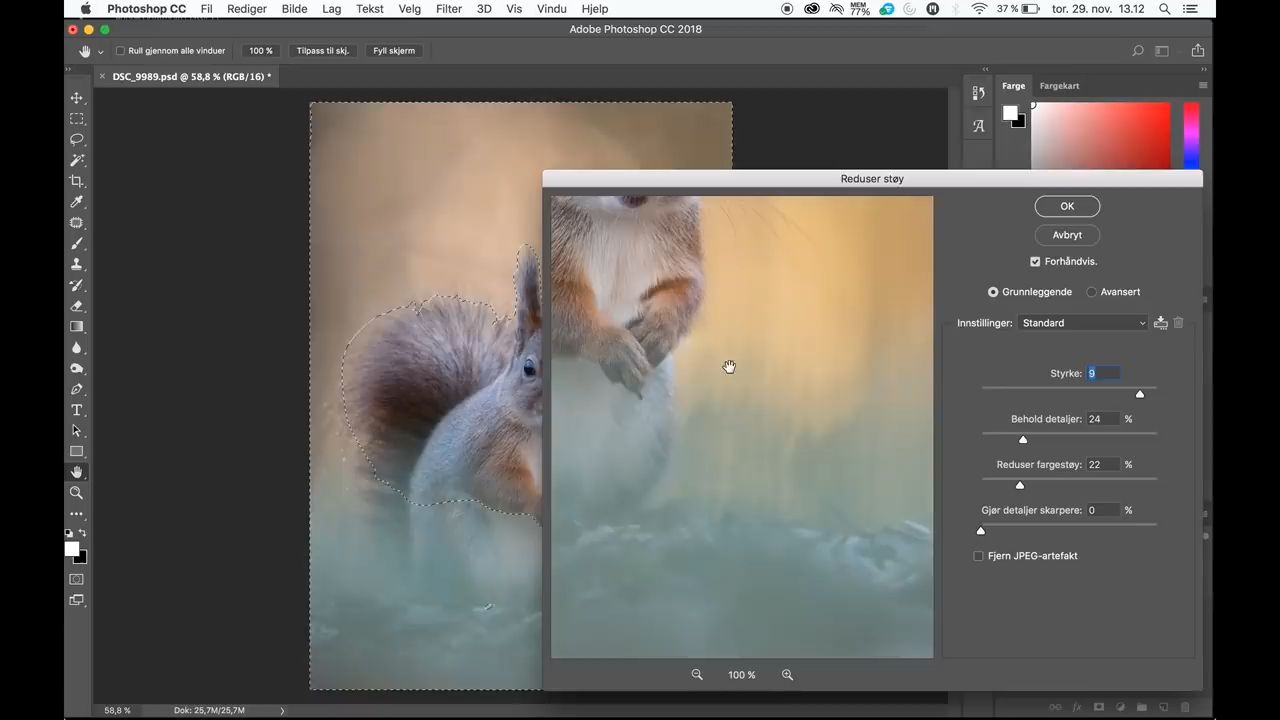 Photoshop CC Fil Rediger Bilde Lag Tekst Velg Filter 3D Vis Vindu Hjelp MEM 77% 37 % tor. 29. nov. 13.12
Adobe Photoshop CC 2018
Rull gjennom alle vinduer 100 % Tilpass til skj. Fyll skjerm
DSC_9989.psd @ 58,8 % (RGB/16) *
Farge Fargekart
Reduser støy
OK
Avbryt
Forhåndvis.
Grunnleggende Avansert
Innstillinger: Standard
Styrke: 9
Behold detaljer: 24 %
Reduser fargestøy: 22 %
Gjør detaljer skarpere: 0 %
Fjern JPEG-artefakt
100 %
58,8 % Dok: 25,7M/25,7M